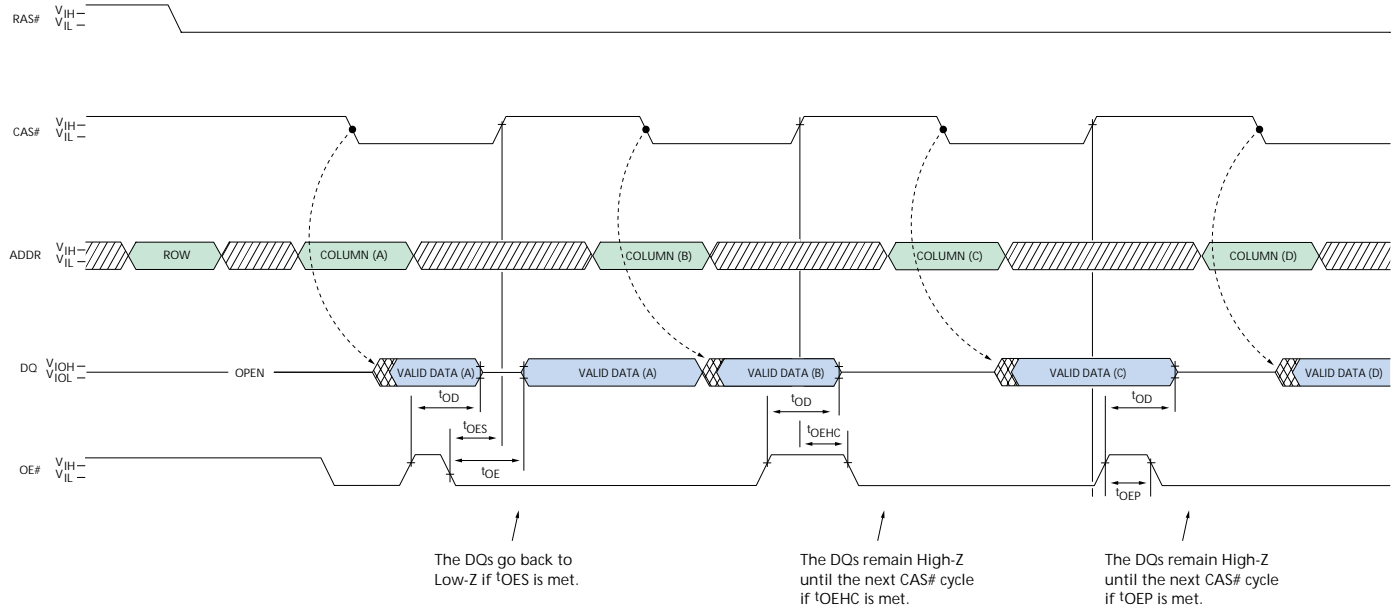 RAS# VIH VIL
CAS# VIH VIL
ADDR VIH VIL ROW COLUMN (A) COLUMN (B) COLUMN (C) COLUMN (D)
DQ VIOH VIOL OPEN VALID DATA (A) VALID DATA (A) VALID DATA (B) VALID DATA (C) VALID DATA (D)
tOD tOD tOD
tOES tOEHC
tOE
OE# VIH VIL
tOEP
The DQs go back to
Low-Z if tOES is met.
The DQs remain High-Z
until the next CAS# cycle
if tOEHC is met.
The DQs remain High-Z
until the next CAS# cycle
if tOEP is met.